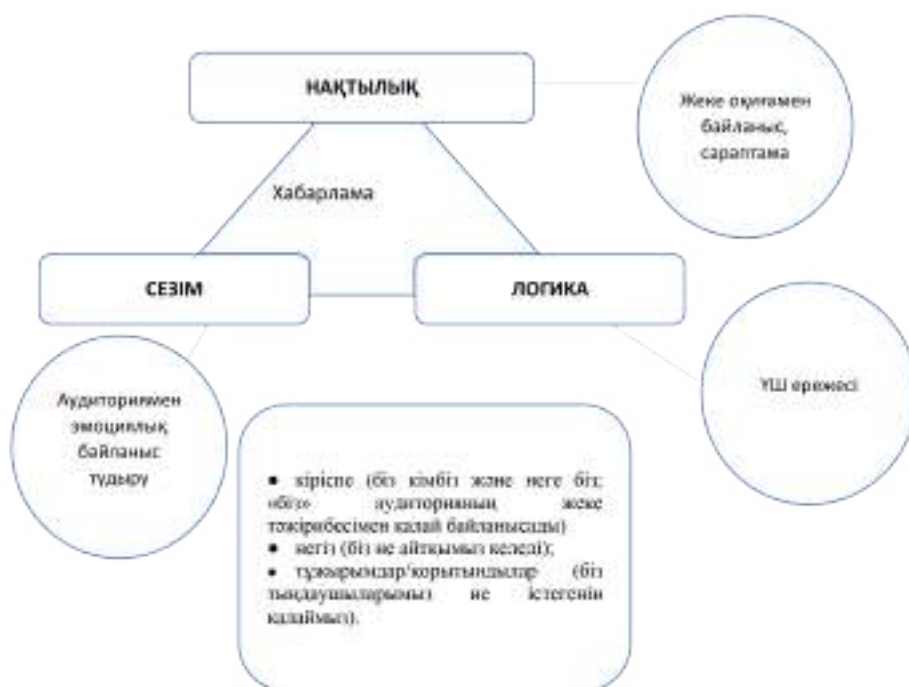 НАҚТЫЛЫҚ
Жеке оқиғамен
байланыс,
сараптама
Хабарлама
СЕЗІМ
ЛОГИКА
Аудиториямен
эмоциялық
байланыс
тудыру
ҮШ ережесі
● кіріспе (біз кімбіз және неге біз;
«біз» аудиторияның жеке
тәжірибесімен қалай байланысады)
● негіз (біз не айтқымыз келеді);
● тұжырымдар/қорытындылар (біз
тыңдаушыларымыз не істегенін
қалаймыз).